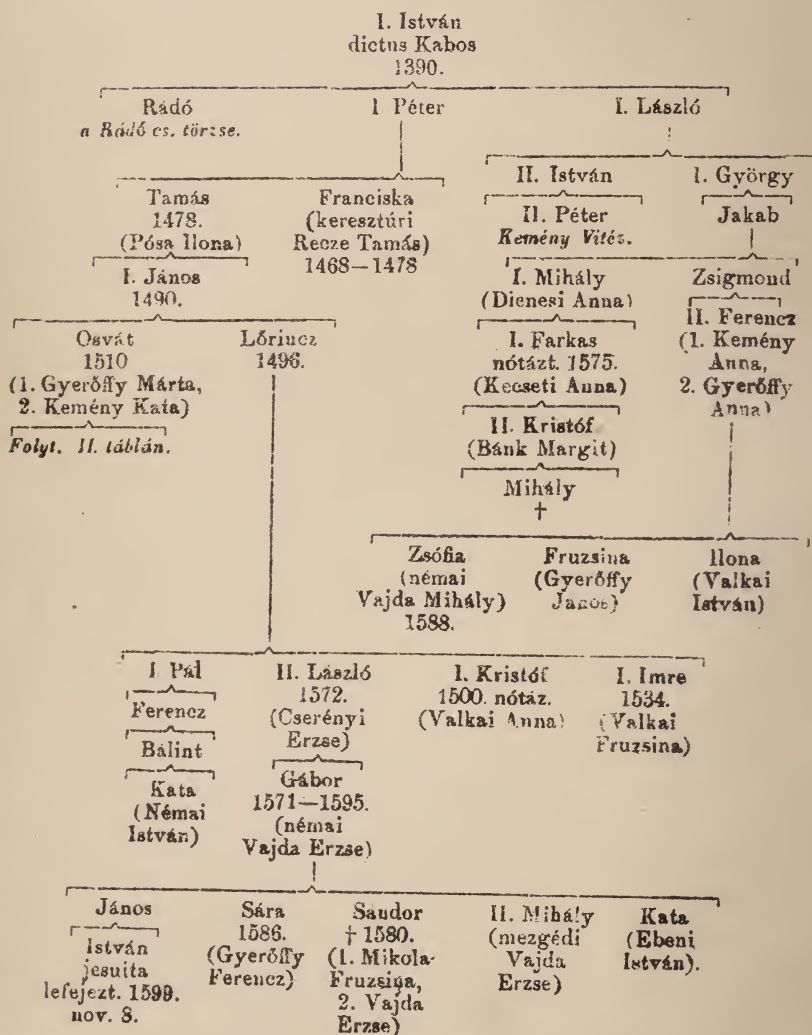 I. István
dictus Kabos
1390.
Rádó
a Rádó cs. törzse.
I Péter
I. László
Tamás
1478.
(Pósa Ilona)
Franciska
(keresztúri
Recze Tamás)
1468—1478
II. István
II. Péter
Kemény Vitéz.
I. György
Jakab
I. János
1490.
I. Mihály
(Dienesi Anna)
Zsigmond
Osvát
1510
(1. Gyerőffy Márta,
2. Kemény Kata)
Folyt. II. táblán.
Lőrincz
1496.
I. Farkas
nótázt. 1575.
(Kecseti Anna)
II. Ferencz
(1. Kemény
Anna,
2. Gyerőffy
Anna)
II. Kristóf
(Bánk Margit)
Mihály
†
Zsófia
(némai
Vajda Mihály)
1588.
Fruzsina
(Gyerőffy
János)
Ilona
(Valkai
István)
I Pál
Ferencz
Bálint
Kata
(Némai
István)
II. László
1572.
(Cserényi
Erzse)
Gábor
1571—1595.
(némai
Vajda Erzse)
I. Kristóf
1500. nótáz.
(Valkai Anna)
I. Imre
1534.
(Valkai
Fruzsina)
János
István
jesuita
lefejezt. 1599.
nov. 8.
Sára
1586.
(Gyerőffy
Ferencz)
Sandor
† 1580.
(1. Mikola-
Fruzsina,
2. Vajda
Erzse)
II. Mihály
(mezgédi
Vajda
Erzse)
Kata
(Ebeni
István).